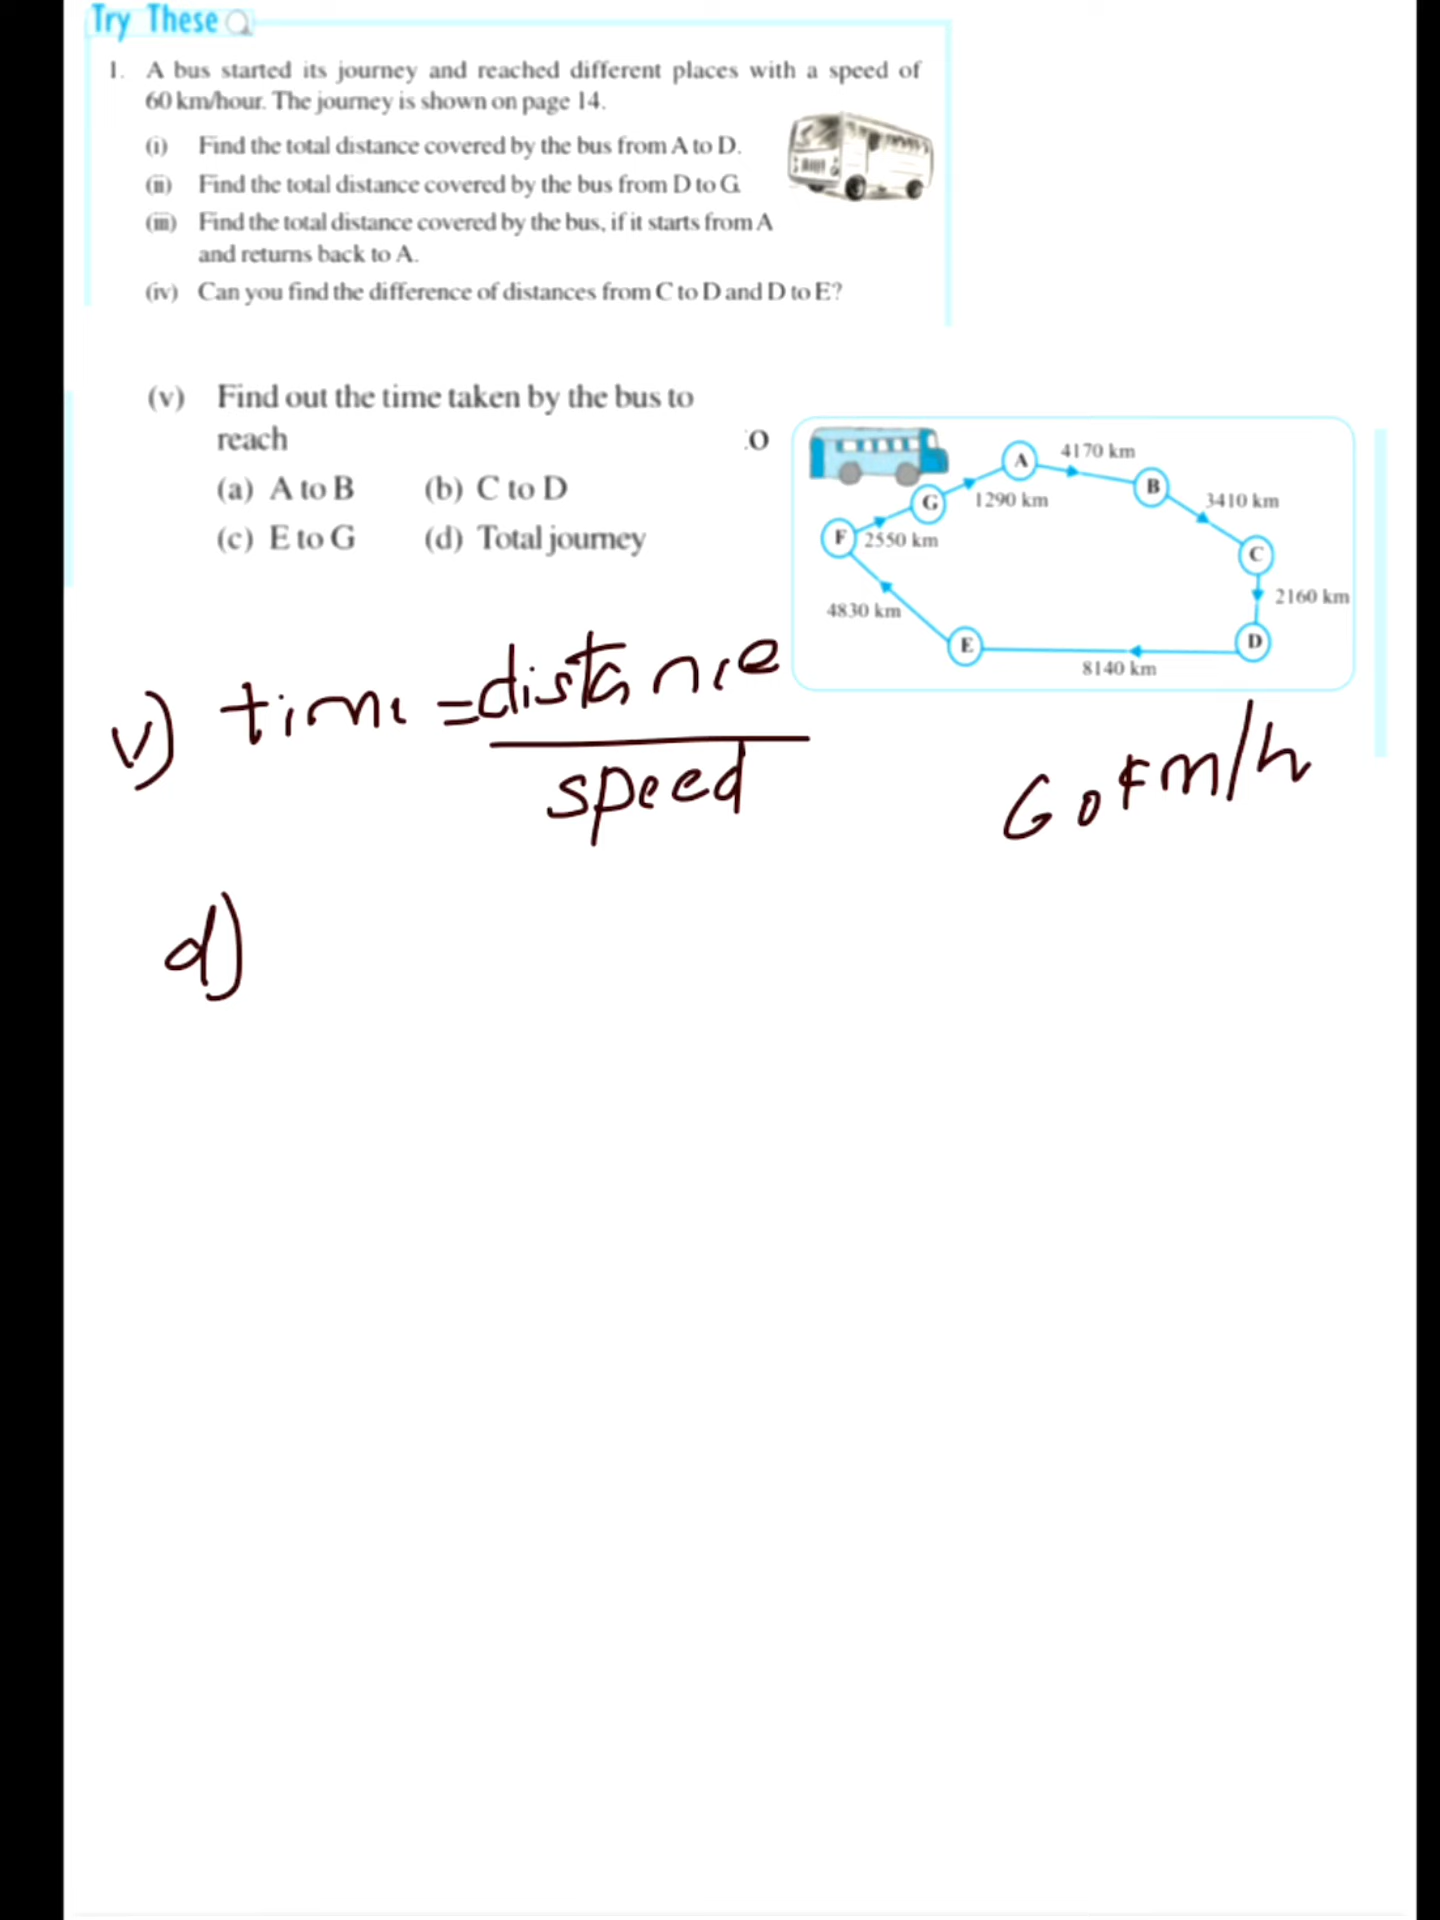 Try These
1. A bus started its journey and reached different places with a speed of
60 km/hour. The journey is shown on page 14.
(i) Find the total distance covered by the bus from A to D.
(ii) Find the total distance covered by the bus from D to G.
(iii) Find the total distance covered by the bus, if it starts from A
and returns back to A.
(iv) Can you find the difference of distances from C to D and D to E?
(v) Find out the time taken by the bus to
reach
(a) A to B (b) C to D
(c) E to G (d) Total journey
:O
A 4170 km
B
G 1290 km
3410 km
F 2550 km
C
2160 km
4830 km
E
D
8140 km
v) time = distance
speed
60 km/h
d)